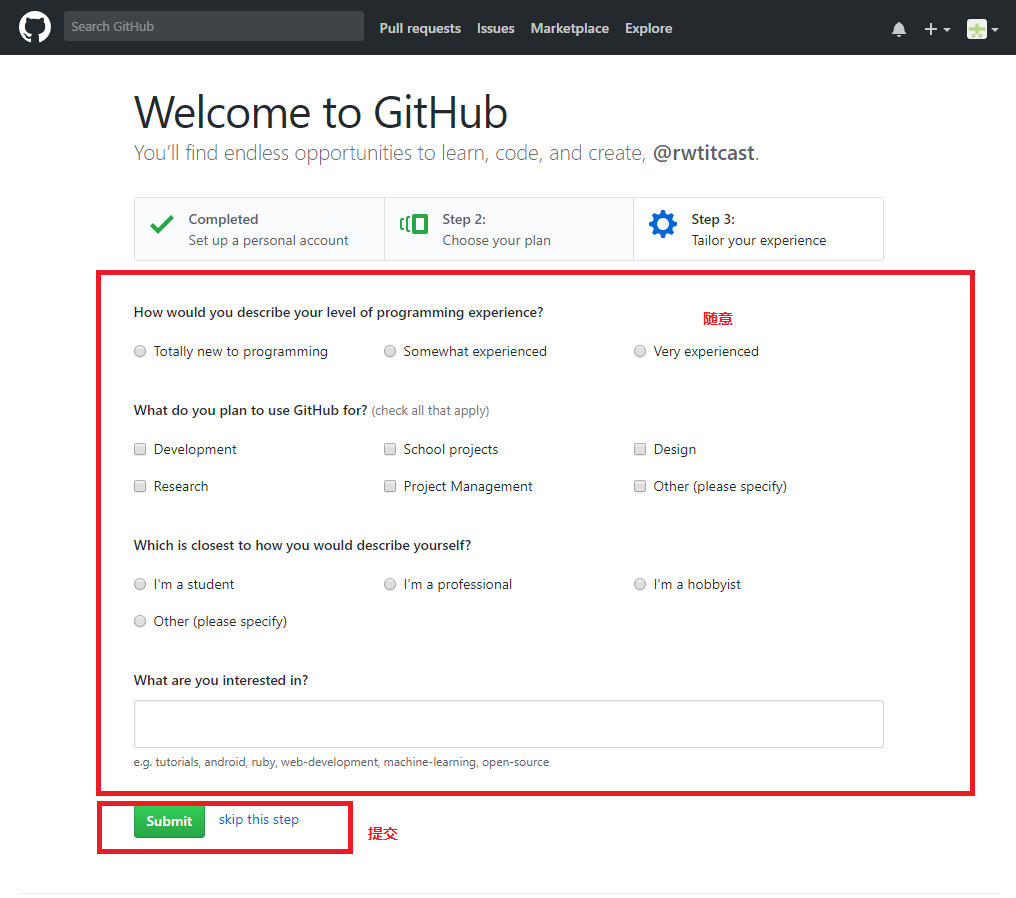 Search GitHub Pull requests Issues Marketplace Explore
Welcome to GitHub
You'll find endless opportunities to learn, code, and create, @rwtitcast.
Completed Step 2: Step 3:
Set up a personal account Choose your plan Tailor your experience
How would you describe your level of programming experience?
随意
Totally new to programming Somewhat experienced Very experienced
What do you plan to use GitHub for? (check all that apply)
Development School projects Design
Research Project Management Other (please specify)
Which is closest to how you would describe yourself?
I'm a student I'm a professional I'm a hobbyist
Other (please specify)
What are you interested in?
e.g. tutorials, android, ruby, web-development, machine-learning, open-source
Submit skip this step
提交